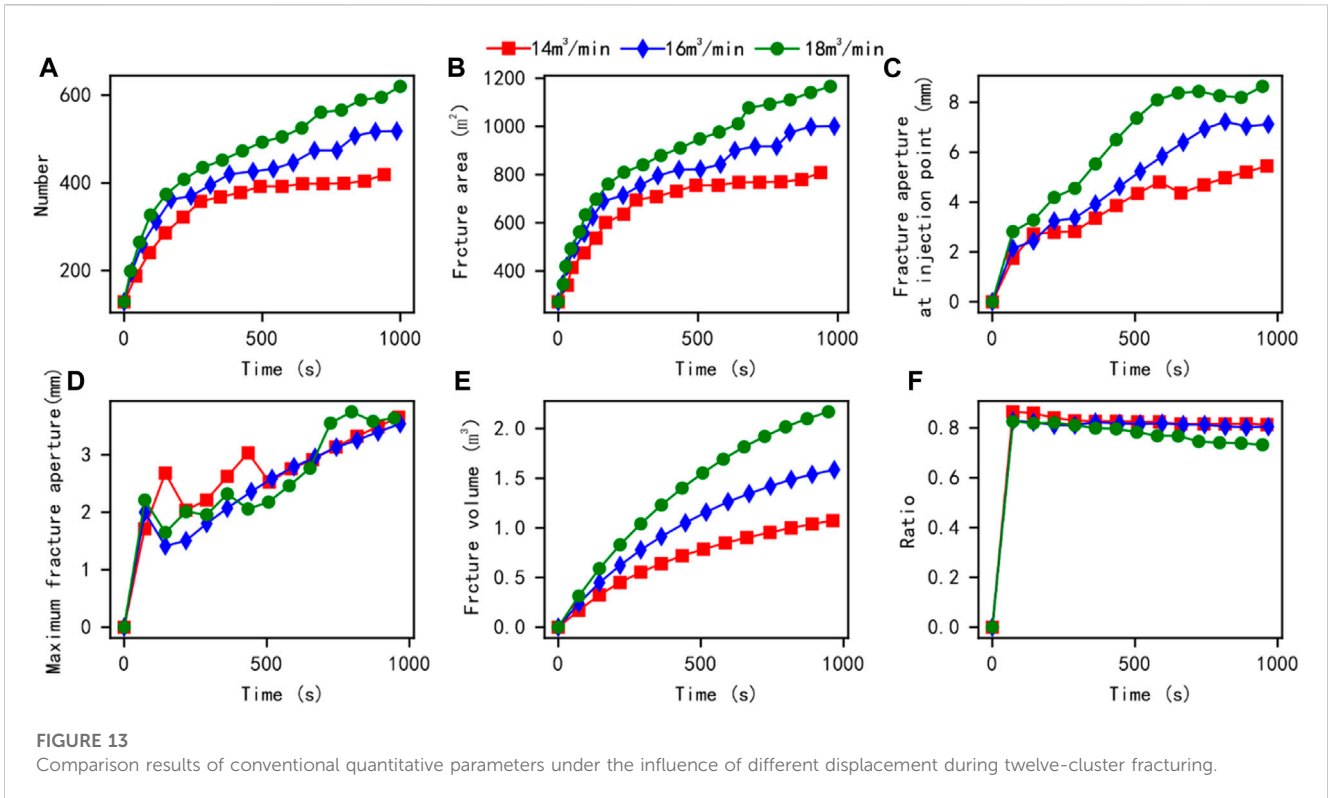 14m³/min 16m³/min 18m³/min
A
Number
600
400
200
0 500 1000
Time (s)
B
Frcture area (m²)
1200
1000
800
600
400
0 500 1000
Time (s)
C
Fracture aperture
at injection point (mm)
8
6
4
2
0
0 500 1000
Time (s)
D
Maximum fracture aperture(mm)
3
2
1
0
0 500 1000
Time (s)
E
Frcture volume (m³)
2.0
1.5
1.0
0.5
0.0
0 500 1000
Time (s)
F
Ratio
0.8
0.6
0.4
0.2
0.0
0 500 1000
Time (s)
FIGURE 13
Comparison results of conventional quantitative parameters under the influence of different displacement during twelve-cluster fracturing.